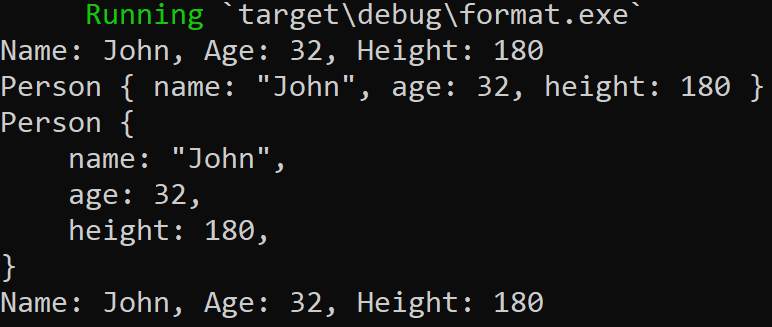 Running `target\debug\format.exe`
Name: John, Age: 32, Height: 180
Person { name: "John", age: 32, height: 180 }
Person {
    name: "John",
    age: 32,
    height: 180,
}
Name: John, Age: 32, Height: 180